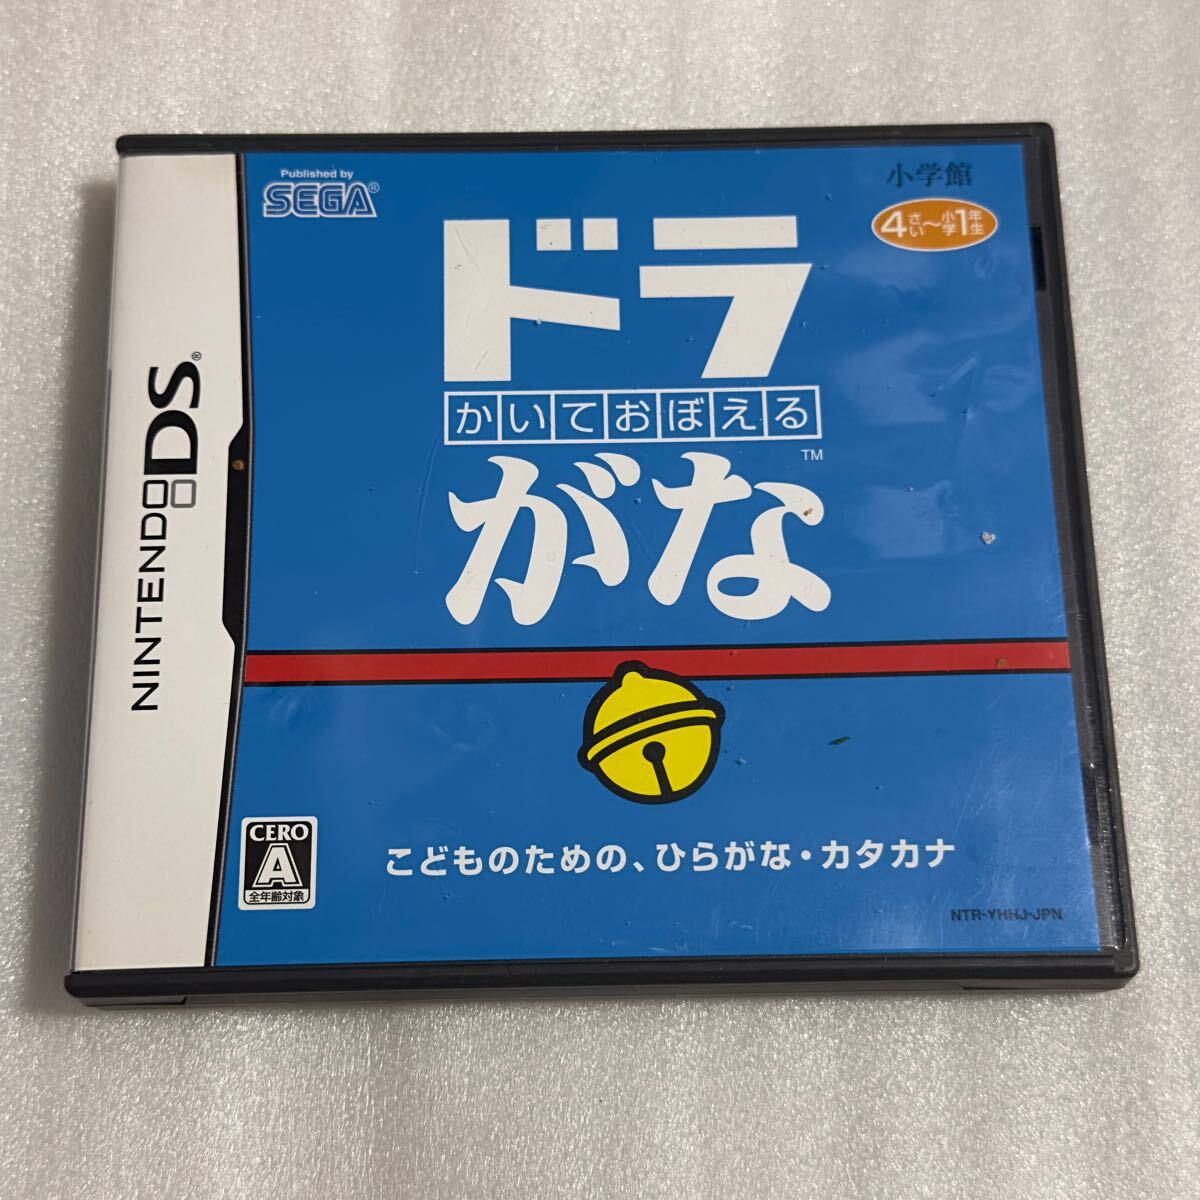 Published by
SEGA®
小学館
4さい〜小学1年生
ドラ
かいておぼえる
がな™
NINTENDO DS®
CERO
A
全年齢対象
こどものための、ひらがな・カタカナ
NTR-YHHJ-JPN